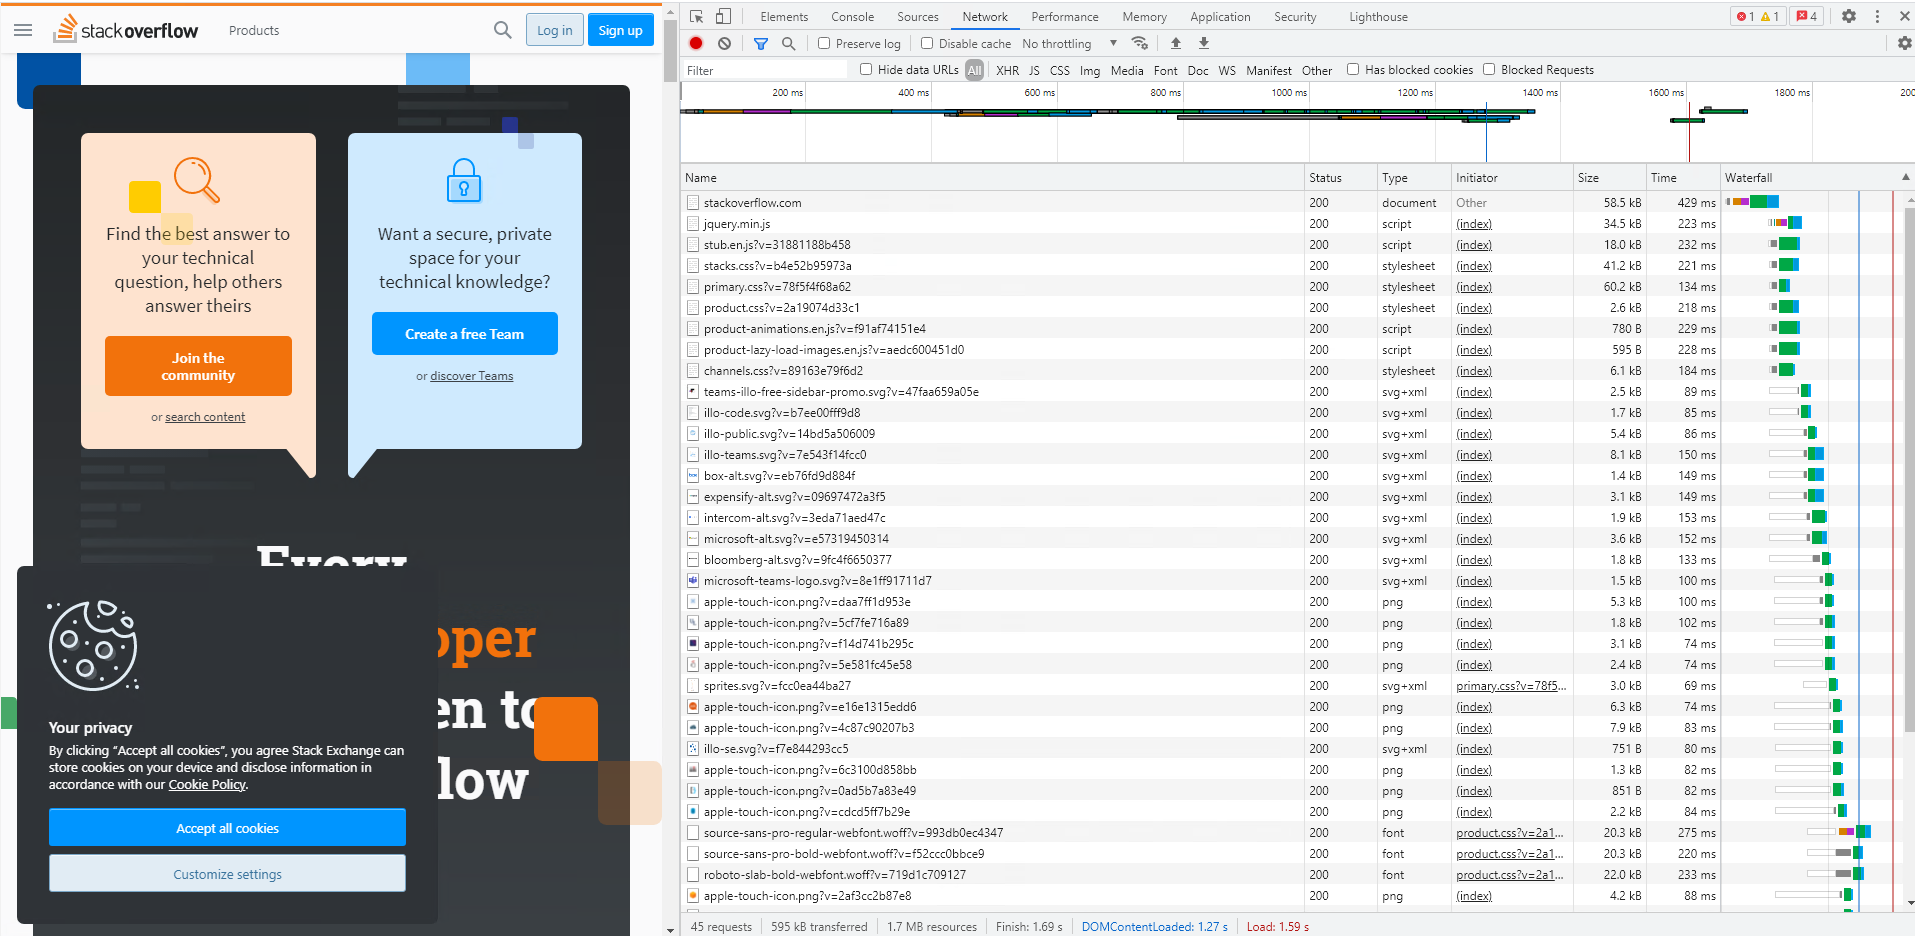 stackoverflow
Products
Log in
Sign up
Find the best answer to
your technical
question, help others
answer theirs
Join the
community
or search content
Want a secure, private
space for your
technical knowledge?
Create a free Team
or discover Teams
Every
oper
en to
flow
Your privacy
By clicking “Accept all cookies”, you agree Stack Exchange can
store cookies on your device and disclose information in
accordance with our Cookie Policy.
Accept all cookies
Customize settings
Elements Console Sources Network Performance Memory Application Security Lighthouse 1 1 4
Preserve log Disable cache No throttling
Filter Hide data URLs All XHR JS CSS Img Media Font Doc WS Manifest Other Has blocked cookies Blocked Requests
200 ms 400 ms 600 ms 800 ms 1000 ms 1200 ms 1400 ms 1600 ms 1800 ms 200
Name Status Type Initiator Size Time Waterfall
stackoverflow.com 200 document Other 58.5 kB 429 ms
jquery.min.js 200 script (index) 34.5 kB 223 ms
stub.en.js?v=31881188b458 200 script (index) 18.0 kB 232 ms
stacks.css?v=b4e52b95973a 200 stylesheet (index) 41.2 kB 221 ms
primary.css?v=78f5f4f68a62 200 stylesheet (index) 60.2 kB 134 ms
product.css?v=2a19074d33c1 200 stylesheet (index) 2.6 kB 218 ms
product-animations.en.js?v=f91af74151e4 200 script (index) 780 B 229 ms
product-lazy-load-images.en.js?v=aedc600451d0 200 script (index) 595 B 228 ms
channels.css?v=89163e79f6d2 200 stylesheet (index) 6.1 kB 184 ms
teams-illo-free-sidebar-promo.svg?v=47faa659a05e 200 svg+xml (index) 2.5 kB 89 ms
illo-code.svg?v=b7ee00fff9d8 200 svg+xml (index) 1.7 kB 85 ms
illo-public.svg?v=14bd5a506009 200 svg+xml (index) 5.4 kB 86 ms
illo-teams.svg?v=7e543f14fcc0 200 svg+xml (index) 8.1 kB 150 ms
box-alt.svg?v=eb76fd9d884f 200 svg+xml (index) 1.4 kB 149 ms
expensify-alt.svg?v=09697472a3f5 200 svg+xml (index) 3.1 kB 149 ms
intercom-alt.svg?v=3eda71aed47c 200 svg+xml (index) 1.9 kB 153 ms
microsoft-alt.svg?v=e57319450314 200 svg+xml (index) 3.6 kB 152 ms
bloomberg-alt.svg?v=9fc4f6650377 200 svg+xml (index) 1.8 kB 133 ms
microsoft-teams-logo.svg?v=8e1ff91711d7 200 svg+xml (index) 1.5 kB 100 ms
apple-touch-icon.png?v=daa7ff1d953e 200 png (index) 5.3 kB 100 ms
apple-touch-icon.png?v=5cf7fe716a89 200 png (index) 1.8 kB 102 ms
apple-touch-icon.png?v=f14d741b295c 200 png (index) 3.1 kB 74 ms
apple-touch-icon.png?v=5e581fc45e58 200 png (index) 2.4 kB 74 ms
sprites.svg?v=fcc0ea44ba27 200 svg+xml primary.css?v=78f5... 3.0 kB 69 ms
apple-touch-icon.png?v=e16e1315edd6 200 png (index) 6.3 kB 74 ms
apple-touch-icon.png?v=4c87c90207b3 200 png (index) 7.9 kB 83 ms
illo-se.svg?v=f7e844293cc5 200 svg+xml (index) 751 B 80 ms
apple-touch-icon.png?v=6c3100d858bb 200 png (index) 1.3 kB 82 ms
apple-touch-icon.png?v=0ad5b7a83e49 200 png (index) 851 B 82 ms
apple-touch-icon.png?v=cdcd5ff7b29e 200 png (index) 2.2 kB 84 ms
source-sans-pro-regular-webfont.woff?v=993db0ec4347 200 font product.css?v=2a1... 20.3 kB 275 ms
source-sans-pro-bold-webfont.woff?v=f52ccc0bbce9 200 font product.css?v=2a1... 20.3 kB 220 ms
roboto-slab-bold-webfont.woff?v=719d1c709127 200 font product.css?v=2a1... 22.0 kB 233 ms
apple-touch-icon.png?v=2af3cc2b87e8 200 png (index) 4.2 kB 88 ms
45 requests 595 kB transferred 1.7 MB resources Finish: 1.69 s DOMContentLoaded: 1.27 s Load: 1.59 s